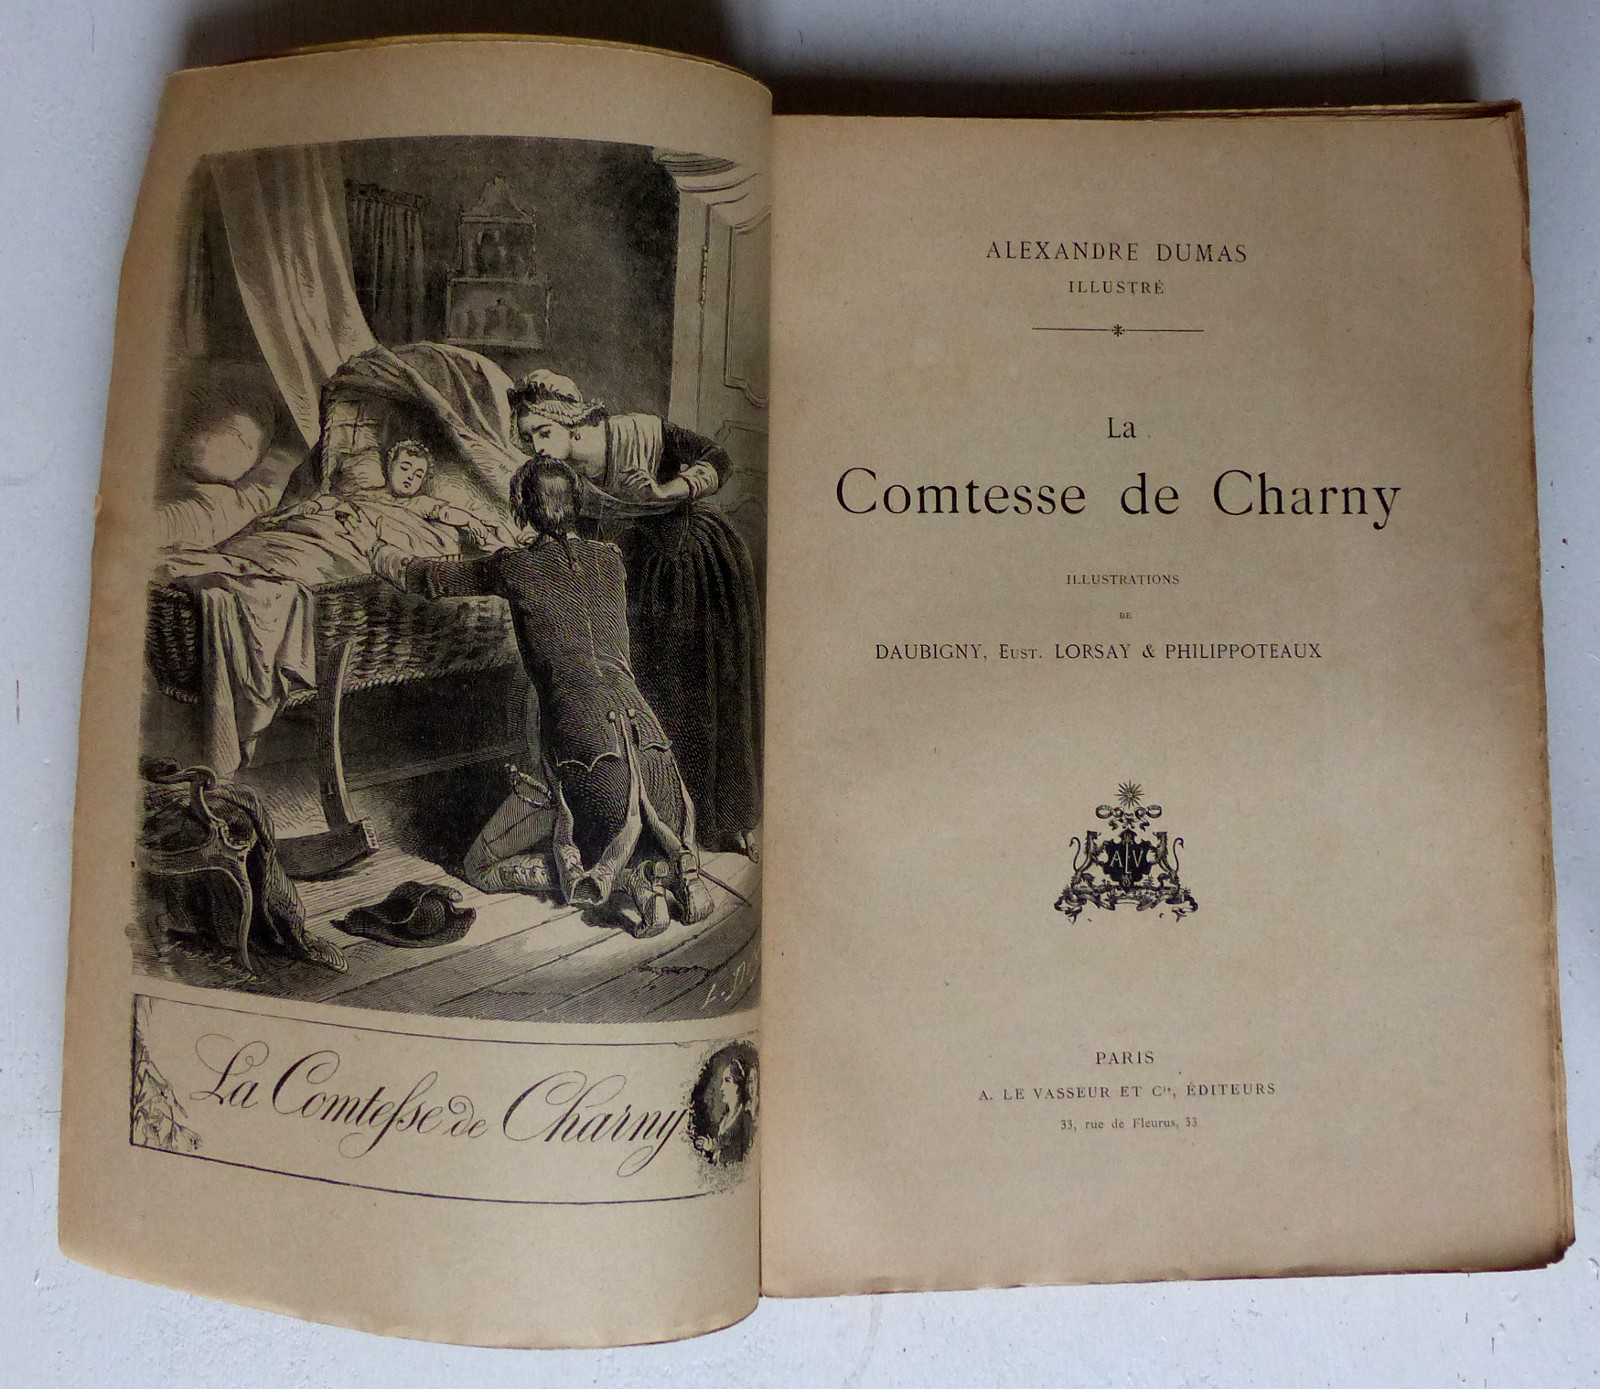 L. D
La Comtesse de Charny
ALEXANDRE DUMAS
ILLUSTRÉ
La
Comtesse de Charny
ILLUSTRATIONS
DE
DAUBIGNY, EUST. LORSAY & PHILIPPOTEAUX
ALV
PARIS
A. LE VASSEUR ET Cie, ÉDITEURS
33, rue de Fleurus, 33